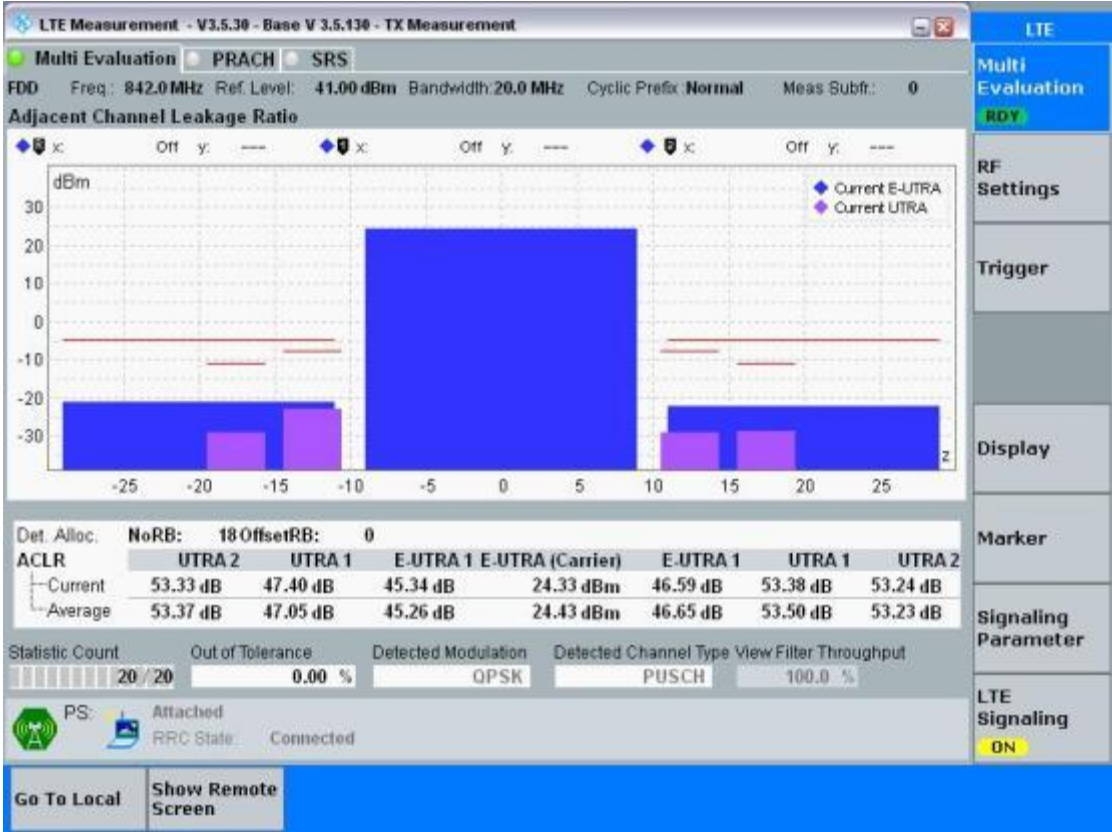 LTE Measurement - V3.5.30 - Base V 3.5.130 - TX Measurement
LTE
Multi Evaluation PRACH SRS
Multi Evaluation
RDY
FDD Freq.: 842.0 MHz Ref. Level: 41.00 dBm Bandwidth: 20.0 MHz Cyclic Prefix: Normal Meas Subfr.: 0
Adjacent Channel Leakage Ratio
x: Off y: --- x: Off y: --- x: Off y: ---
dBm
Current E-UTRA
Current UTRA
30
20
10
0
-10
-20
-30
z
-25 -20 -15 -10 -5 0 5 10 15 20 25
RF Settings
Trigger
Display
Marker
Signaling Parameter
LTE Signaling
ON
Det. Alloc. NoRB: 18 OffsetRB: 0
ACLR UTRA 2 UTRA 1 E-UTRA 1 E-UTRA (Carrier) E-UTRA 1 UTRA 1 UTRA 2
Current 53.33 dB 47.40 dB 45.34 dB 24.33 dBm 46.59 dB 53.38 dB 53.24 dB
Average 53.37 dB 47.05 dB 45.26 dB 24.43 dBm 46.65 dB 53.50 dB 53.23 dB
Statistic Count Out of Tolerance Detected Modulation Detected Channel Type View Filter Throughput
20 / 20 0.00 % QPSK PUSCH 100.0 %
PS: Attached
RRC State: Connected
Go To Local
Show Remote Screen